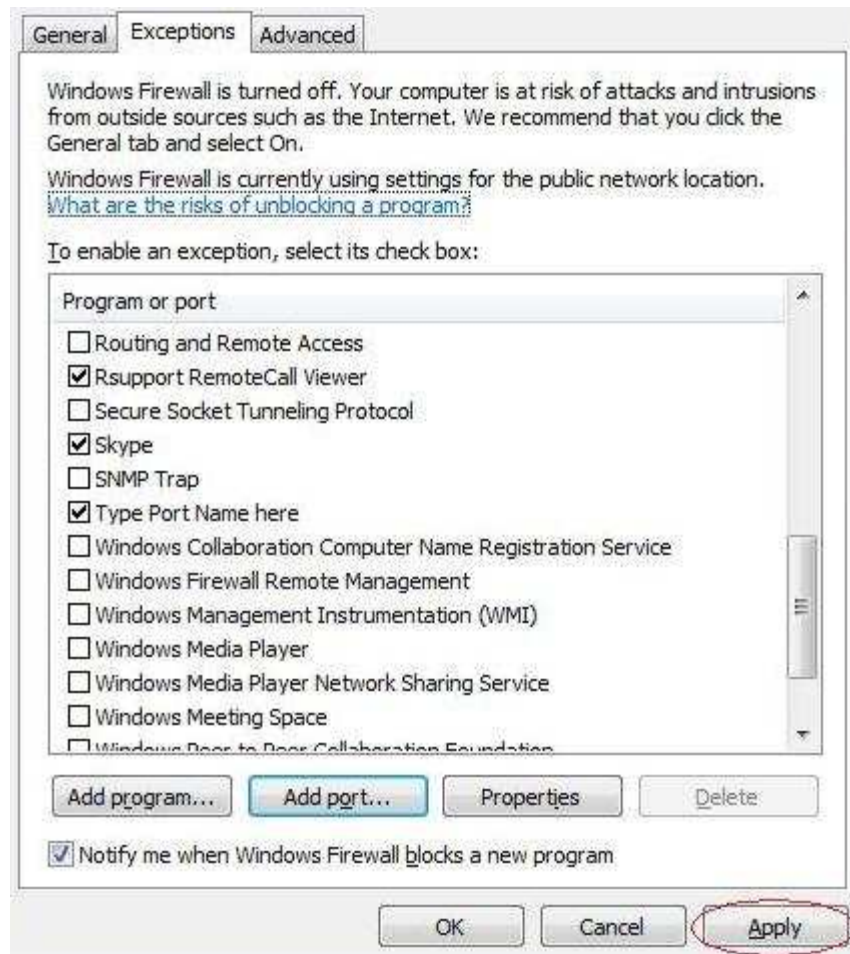 General Exceptions Advanced
Windows Firewall is turned off. Your computer is at risk of attacks and intrusions
from outside sources such as the Internet. We recommend that you click the
General tab and select On.
Windows Firewall is currently using settings for the public network location.
What are the risks of unblocking a program?
To enable an exception, select its check box:
Program or port
Routing and Remote Access
Rsupport RemoteCall Viewer
Secure Socket Tunneling Protocol
Skype
SNMP Trap
Type Port Name here
Windows Collaboration Computer Name Registration Service
Windows Firewall Remote Management
Windows Management Instrumentation (WMI)
Windows Media Player
Windows Media Player Network Sharing Service
Windows Meeting Space
Windows Peer to Peer Collaboration Foundation
Add program... Add port... Properties Delete
Notify me when Windows Firewall blocks a new program
OK Cancel Apply